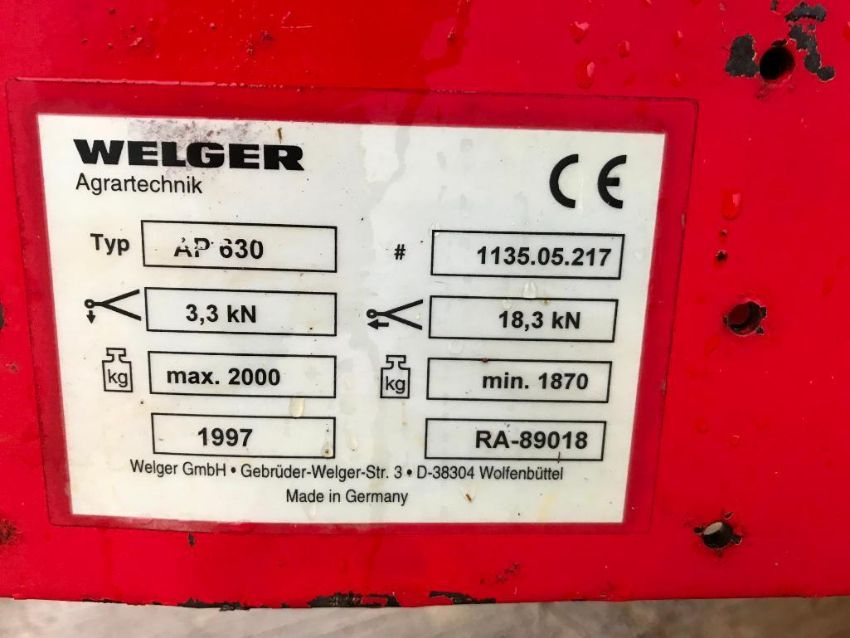 WELGER
Agrartechnik
CE
Typ AP 630 # 1135.05.217
3,3 kN 18,3 kN
kg max. 2000 kg min. 1870
1997 RA-89018
Welger GmbH • Gebrüder-Welger-Str. 3 • D-38304 Wolfenbüttel
Made in Germany